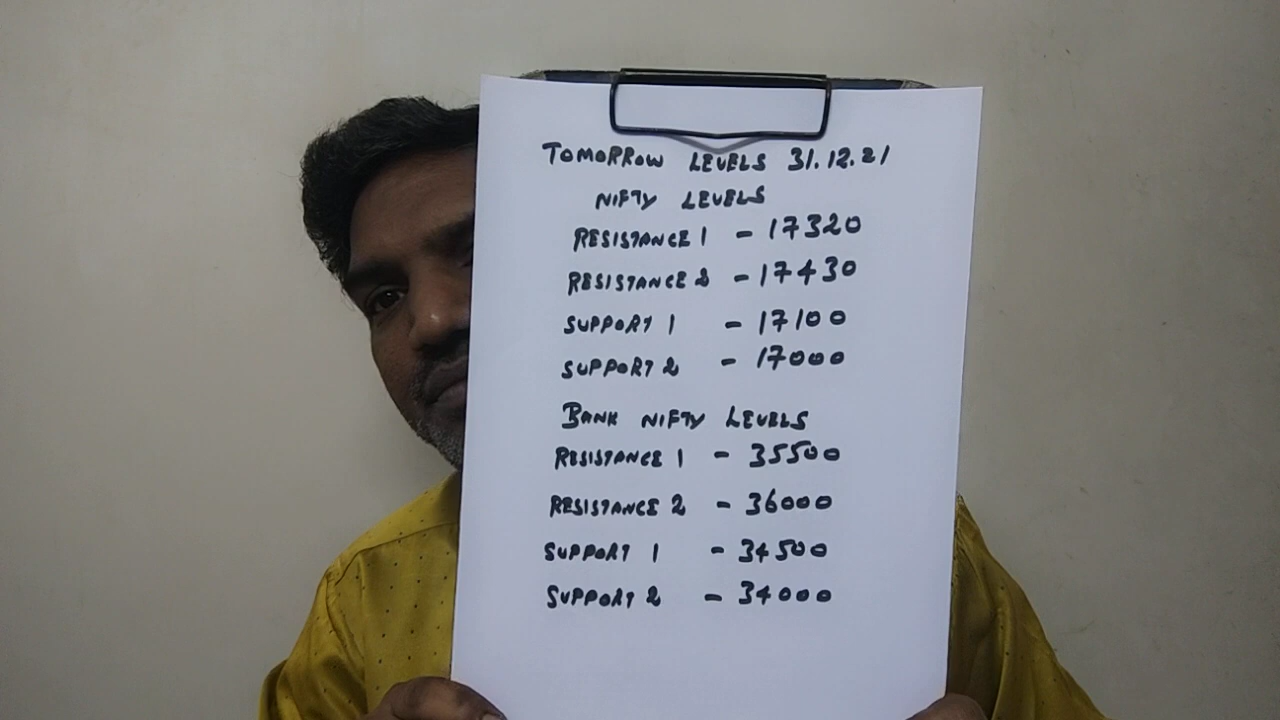 TOMORROW LEVELS 31.12.21
NIFTY LEVELS
RESISTANCE 1 - 17320
RESISTANCE 2 - 17430
SUPPORT 1 - 17100
SUPPORT 2 - 17000
BANK NIFTY LEVELS
RESISTANCE 1 - 35500
RESISTANCE 2 - 36000
SUPPORT 1 - 34500
SUPPORT 2 - 34000